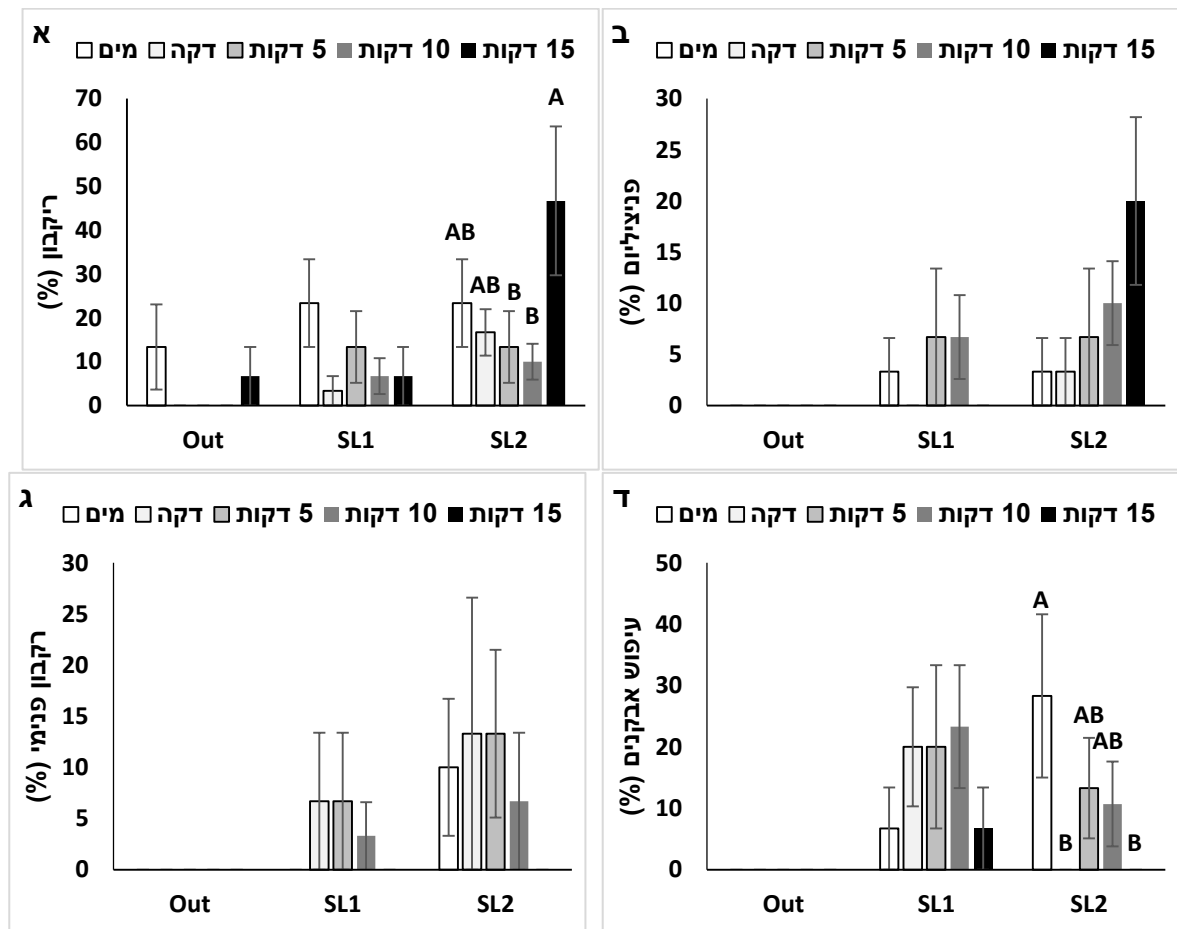 א
מים דקה 5 דקות 10 דקות 15 דקות
ריקבון (%)
70
60
50
40
30
20
10
0
A
AB
AB
B
B
Out SL1 SL2
ב
מים דקה 5 דקות 10 דקות 15 דקות
פניציליום (%)
30
25
20
15
10
5
0
Out SL1 SL2
ג
מים דקה 5 דקות 10 דקות 15 דקות
רקבון פנימי (%)
30
25
20
15
10
5
0
Out SL1 SL2
ד
מים דקה 5 דקות 10 דקות 15 דקות
עיפוש אבקנים (%)
50
40
30
20
10
0
A
AB
AB
B
B
Out SL1 SL2